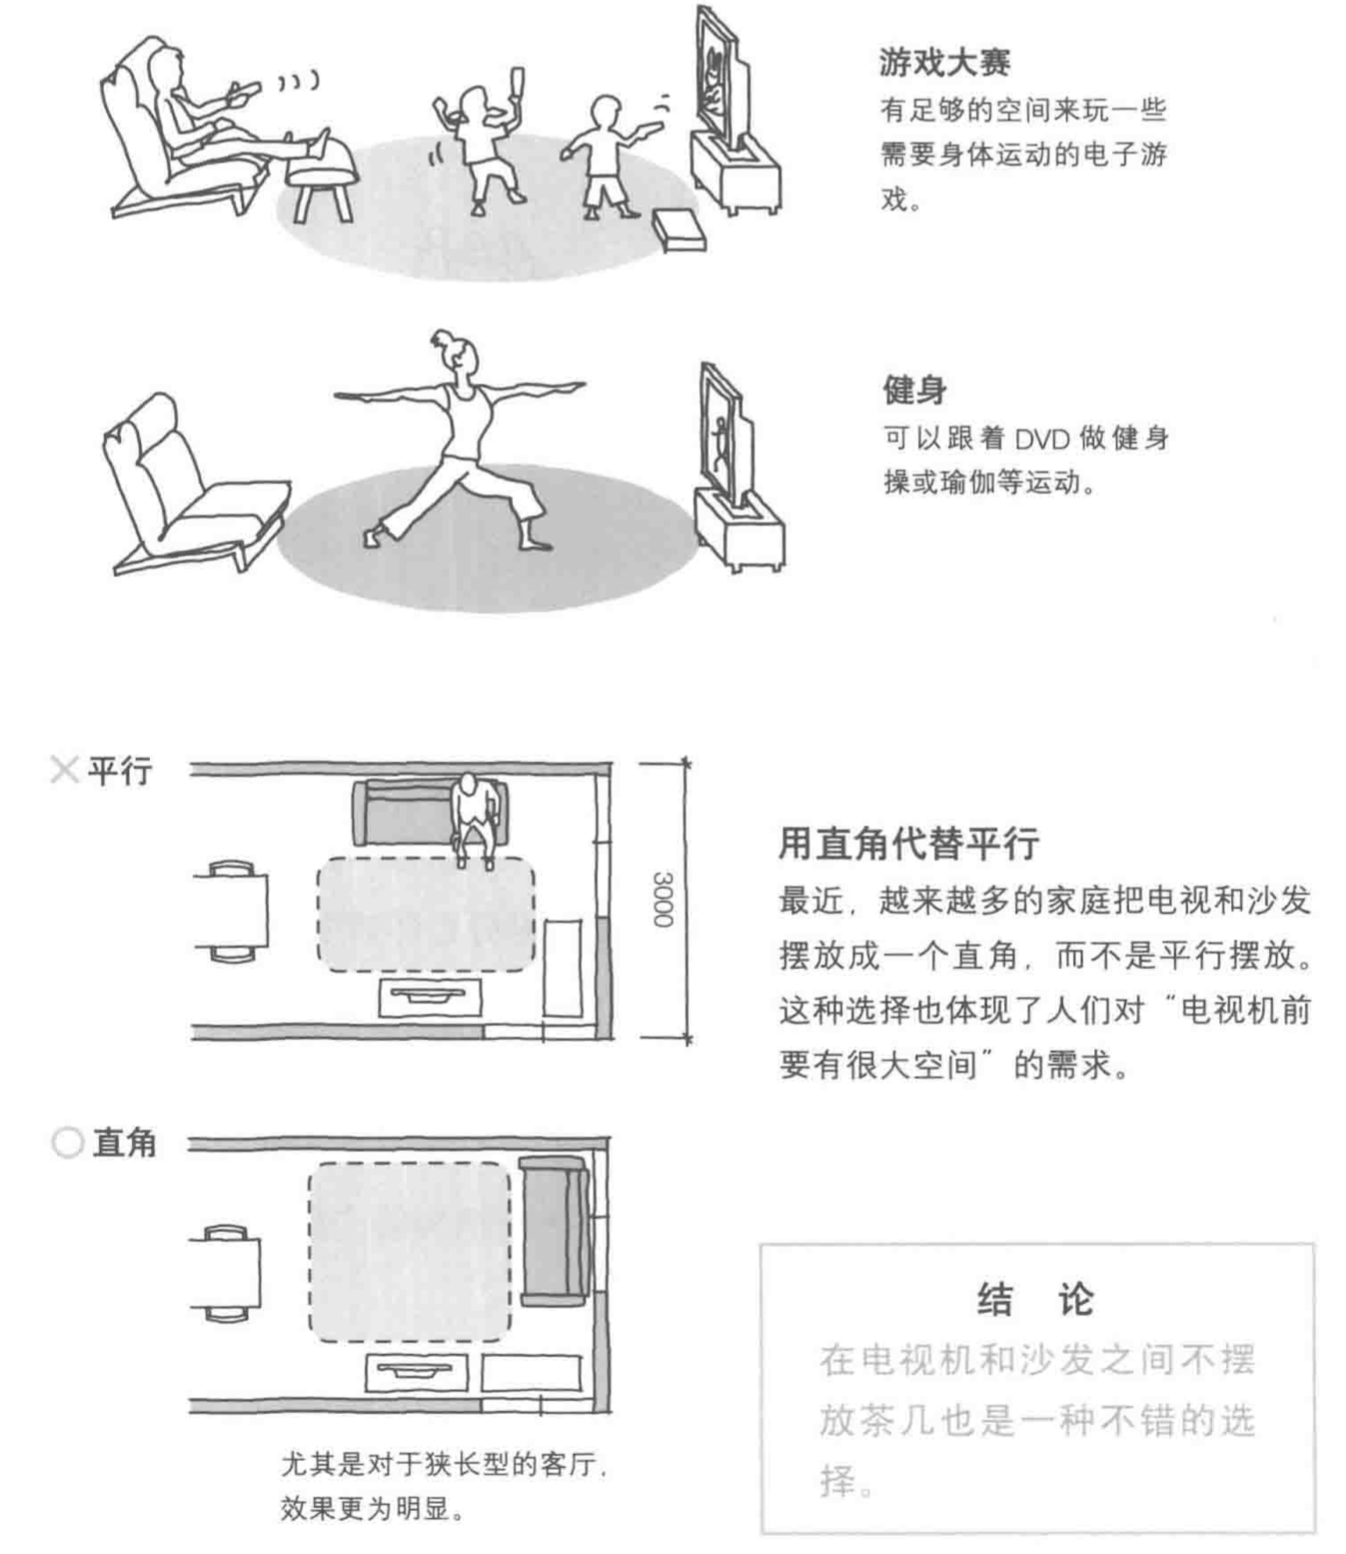 游戏大赛
有足够的空间来玩一些
需要身体运动的电子游
戏。
健身
可以跟着 DVD 做健身
操或瑜伽等运动。
平行
3000
用直角代替平行
最近，越来越多的家庭把电视和沙发
摆放成一个直角，而不是平行摆放。
这种选择也体现了人们对“电视机前
要有很大空间”的需求。
直角
尤其是对于狭长型的客厅，
效果更为明显。
结 论
在电视机和沙发之间不摆
放茶几也是一种不错的选
择。